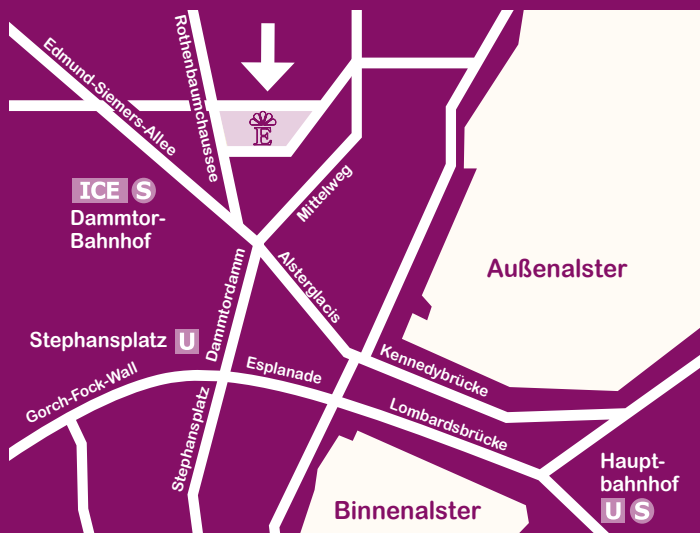 Edmund-Siemers-Allee
Rothenbaumchaussee
E
Mittelweg
ICE S
Dammtor-
Bahnhof
Außenalster
Alsterglacis
Dammtordamm
Stephansplatz U
Kennedybrücke
Esplanade
Gorch-Fock-Wall
Stephansplatz
Lombardsbrücke
Haupt-
bahnhof
U S
Binnenalster